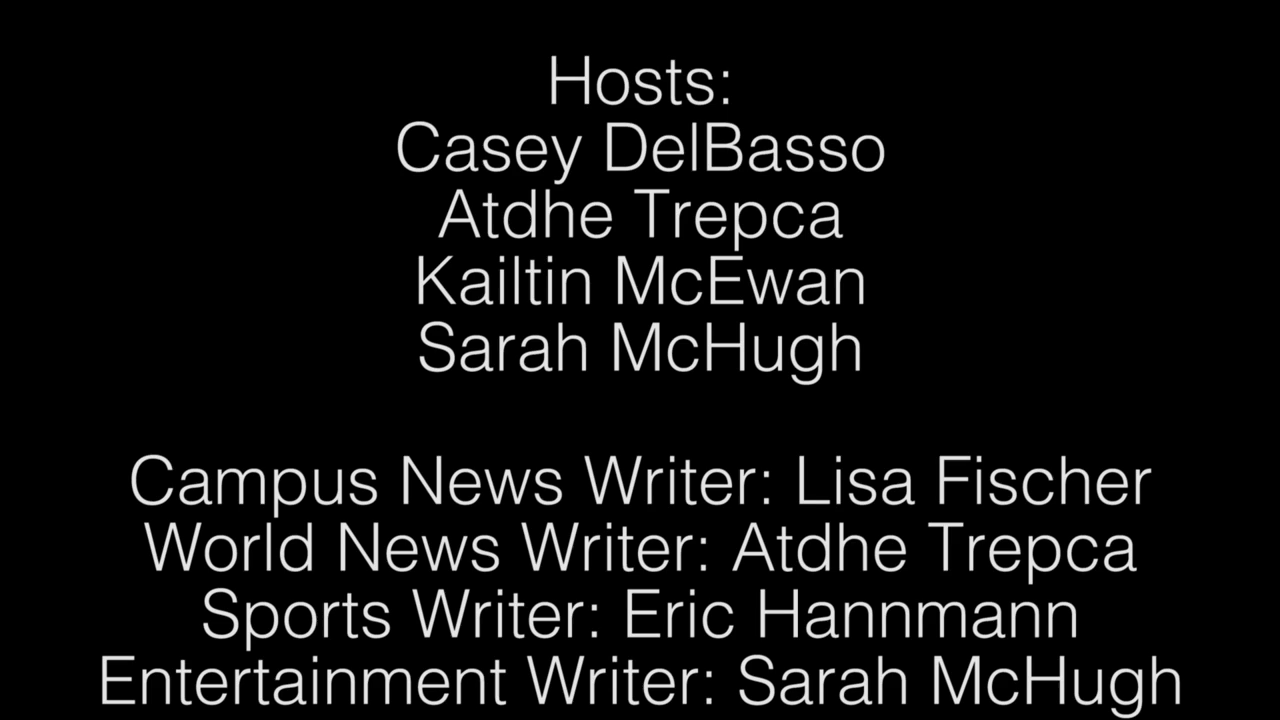 Hosts:
Casey DelBasso
Atdhe Trepca
Kailtin McEwan
Sarah McHugh
Campus News Writer: Lisa Fischer
World News Writer: Atdhe Trepca
Sports Writer: Eric Hannmann
Entertainment Writer: Sarah McHugh